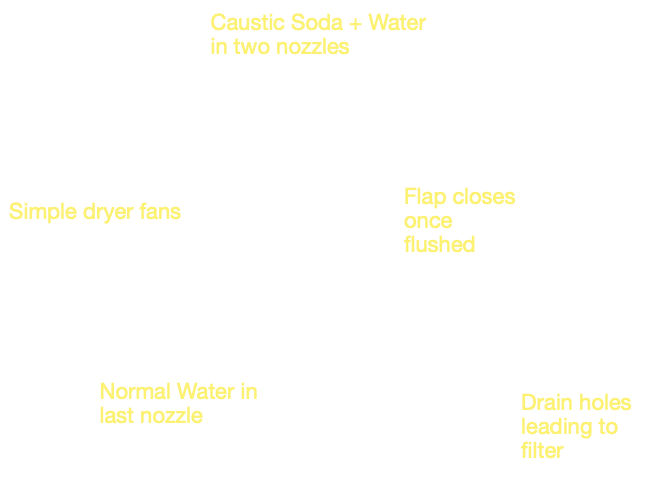 Caustic Soda + Water
in two nozzles
Simple dryer fans
Flap closes
once
flushed
Normal Water in
last nozzle
Drain holes
leading to
filter